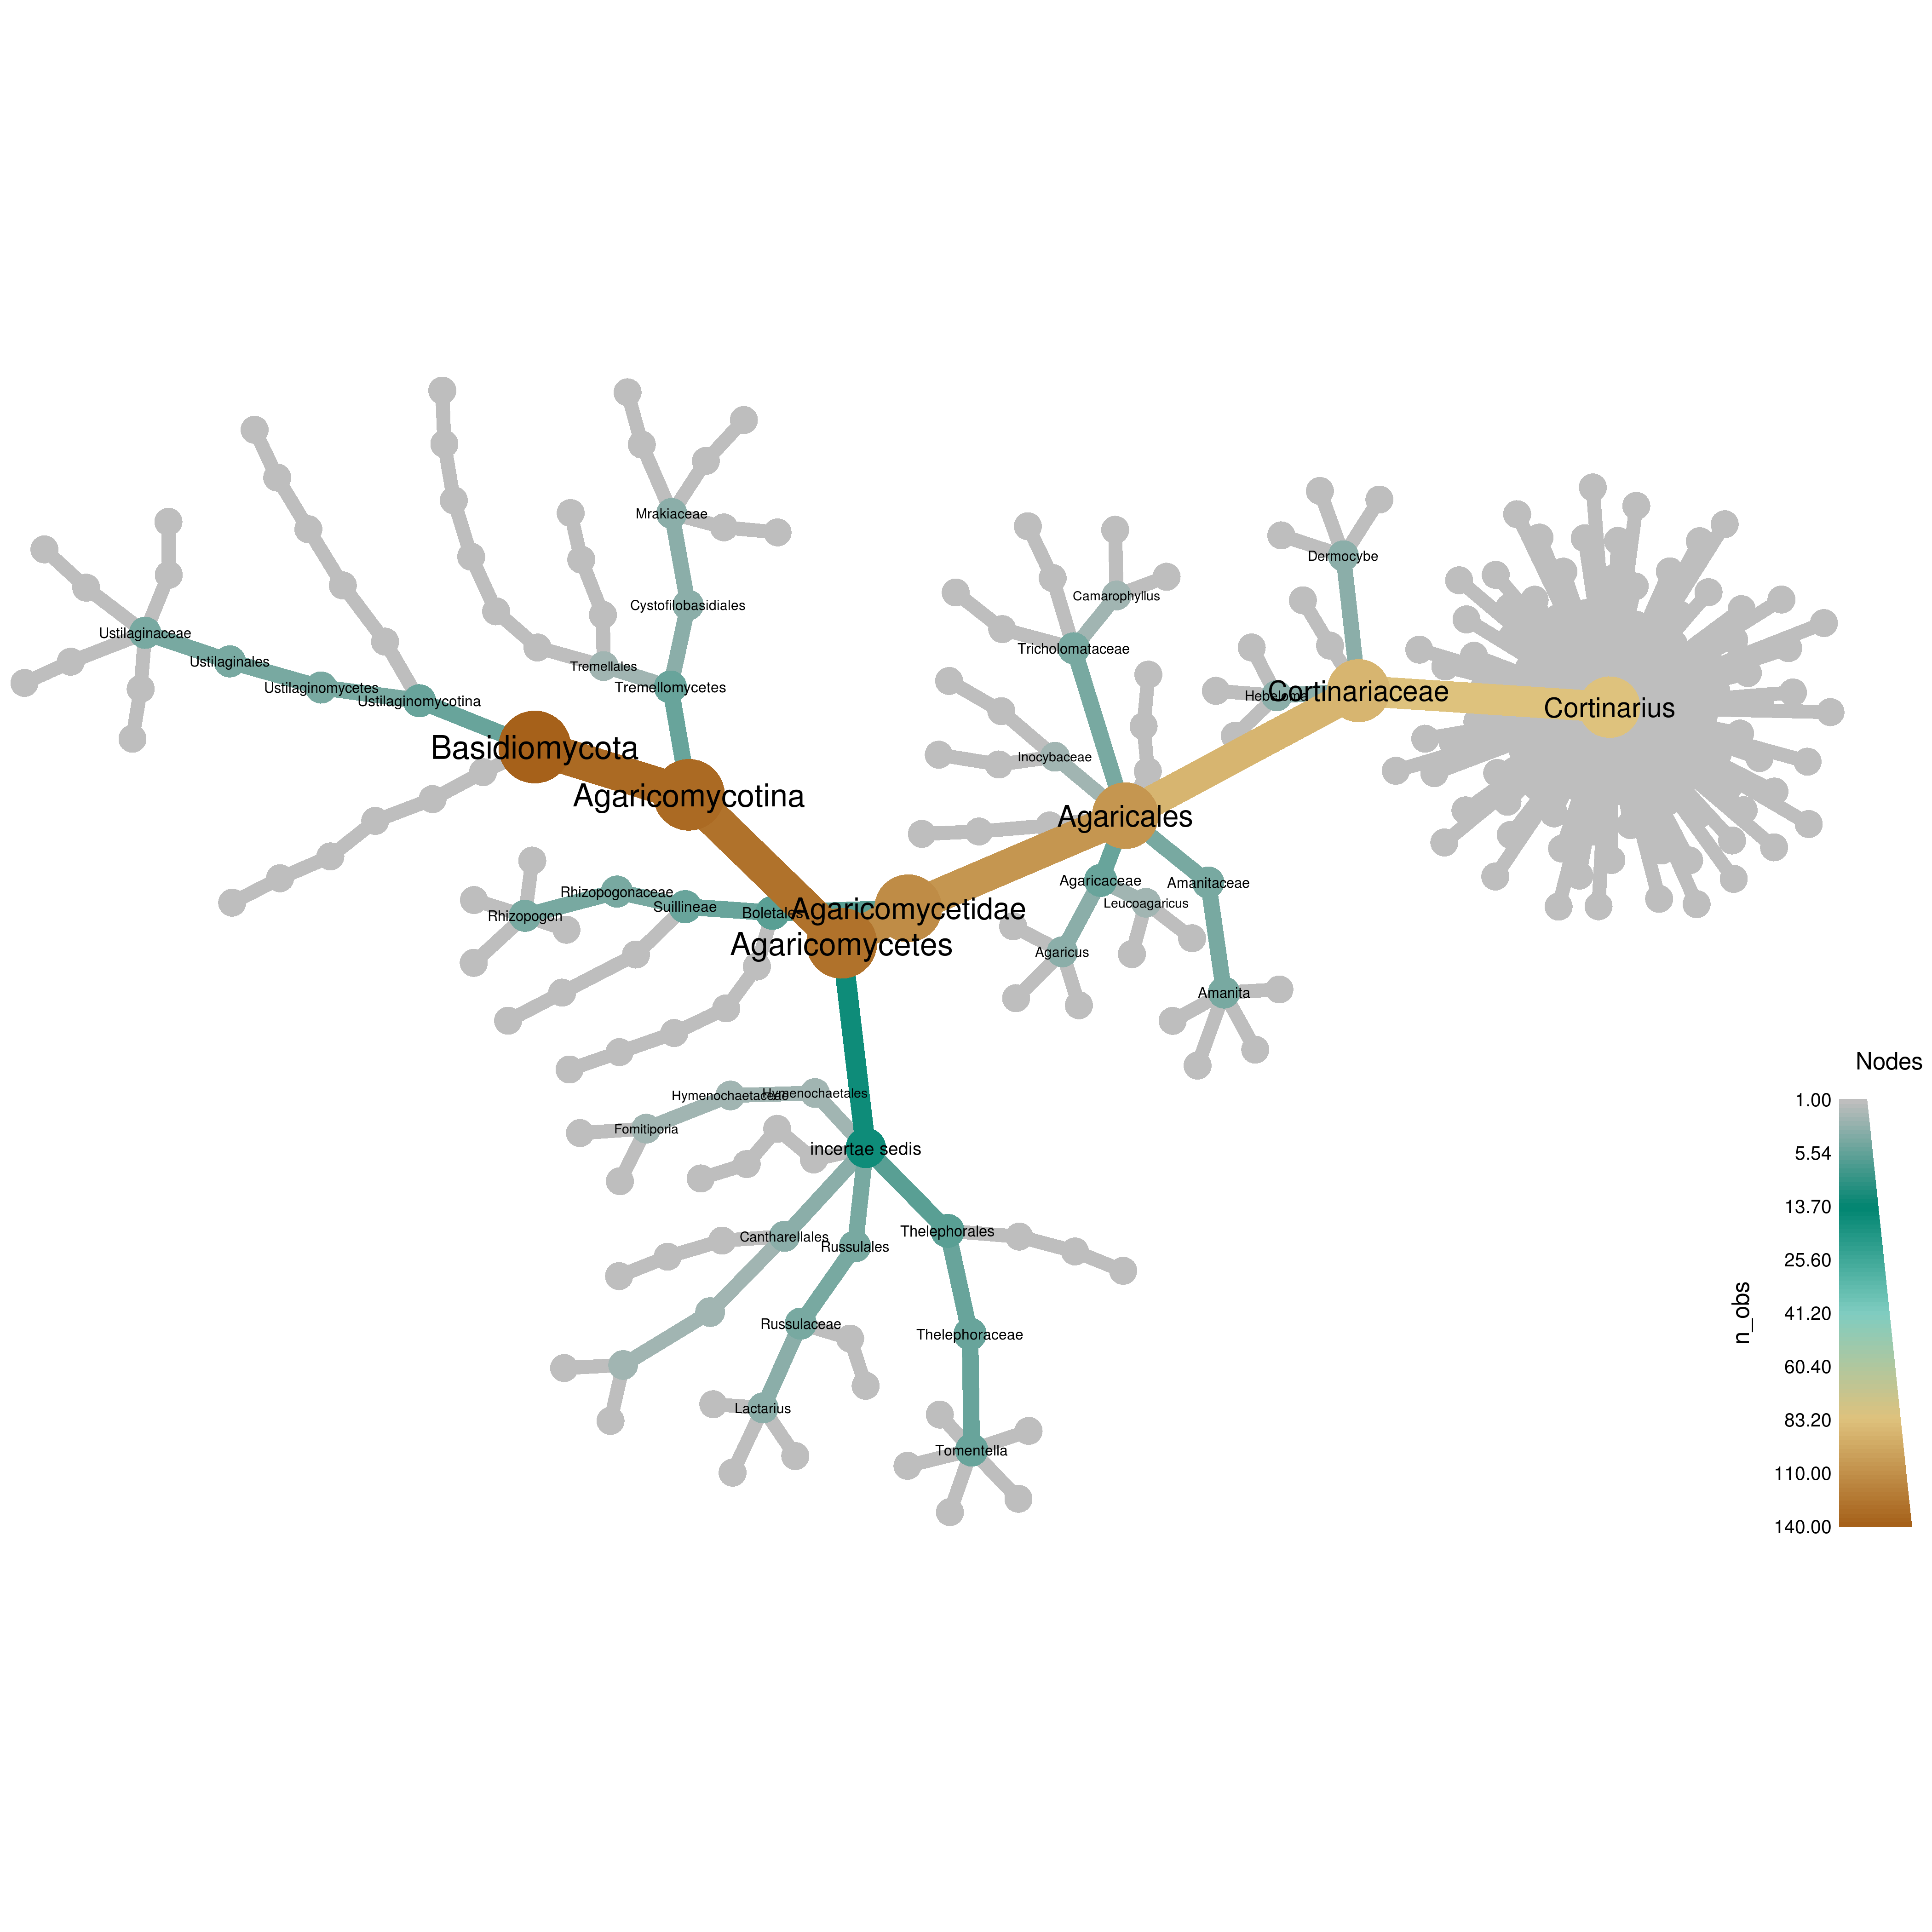 Mrakiaceae
Dermocybe
Camarophyllus
Cystofilobasidiales
Ustilaginaceae
Tricholomataceae
Ustilaginales
Tremellales
Ustilaginomycetes
Tremellomycetes
Hebeloma
Cortinariaceae
Ustilaginomycotina
Cortinarius
Basidiomycota
Inocybaceae
Agaricomycotina
Agaricales
Agaricaceae
Amanitaceae
Rhizopogonaceae
Leucoagaricus
Suillineae
Boletales
Agaricomycetidae
Rhizopogon
Agaricomycetes
Agaricus
Amanita
Nodes
Hymenochaetaceae
Hymenochaetales
1.00
Fomitiporia
incertae sedis
5.54
13.70
Thelephorales
Cantharellales
Russulales
25.60
n_obs
41.20
Russulaceae
Thelephoraceae
60.40
Lactarius
83.20
Tomentella
110.00
140.00